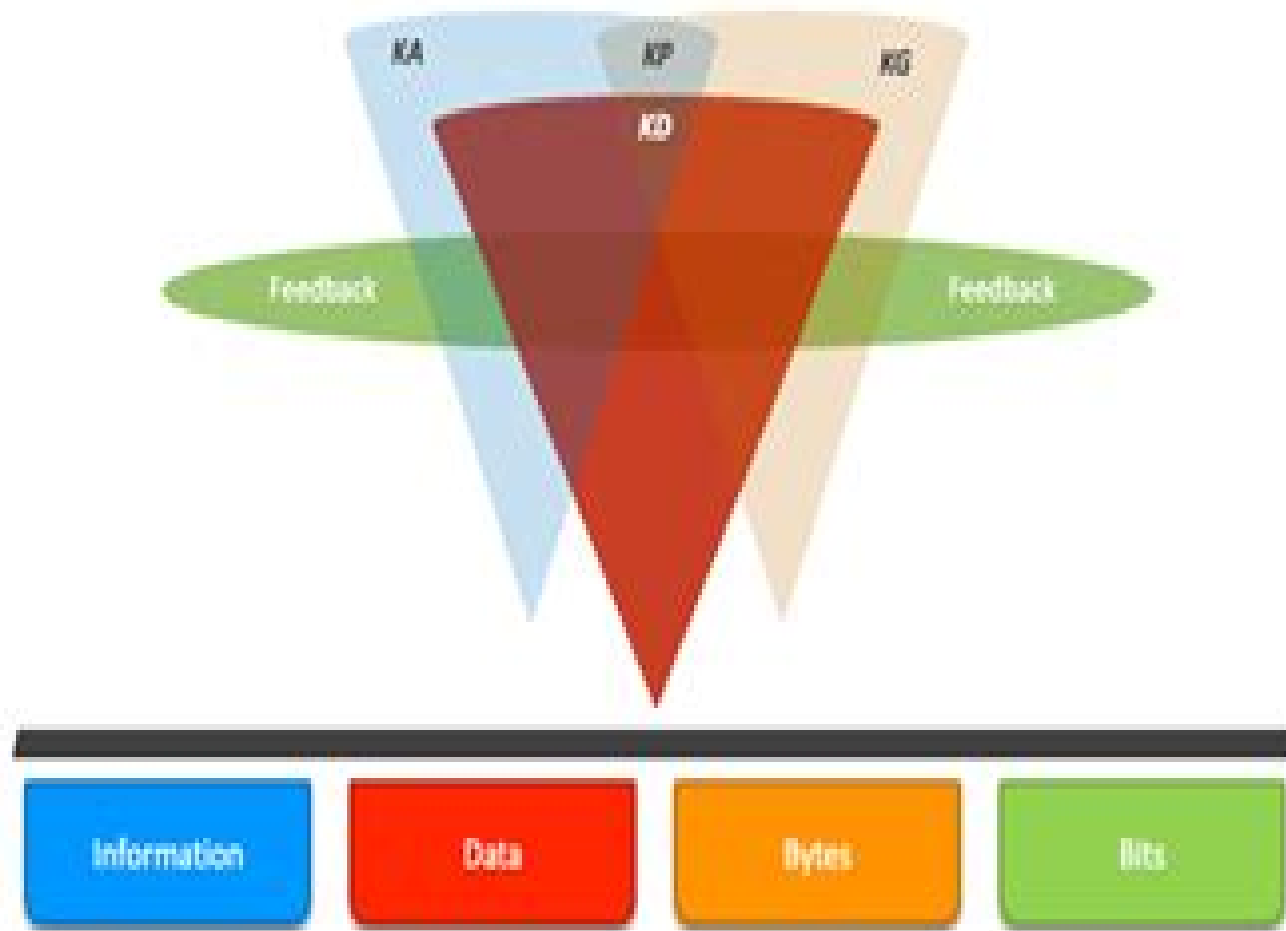 KA
KP
KG
KD
Feedback
Feedback
Information
Data
Bytes
Bits